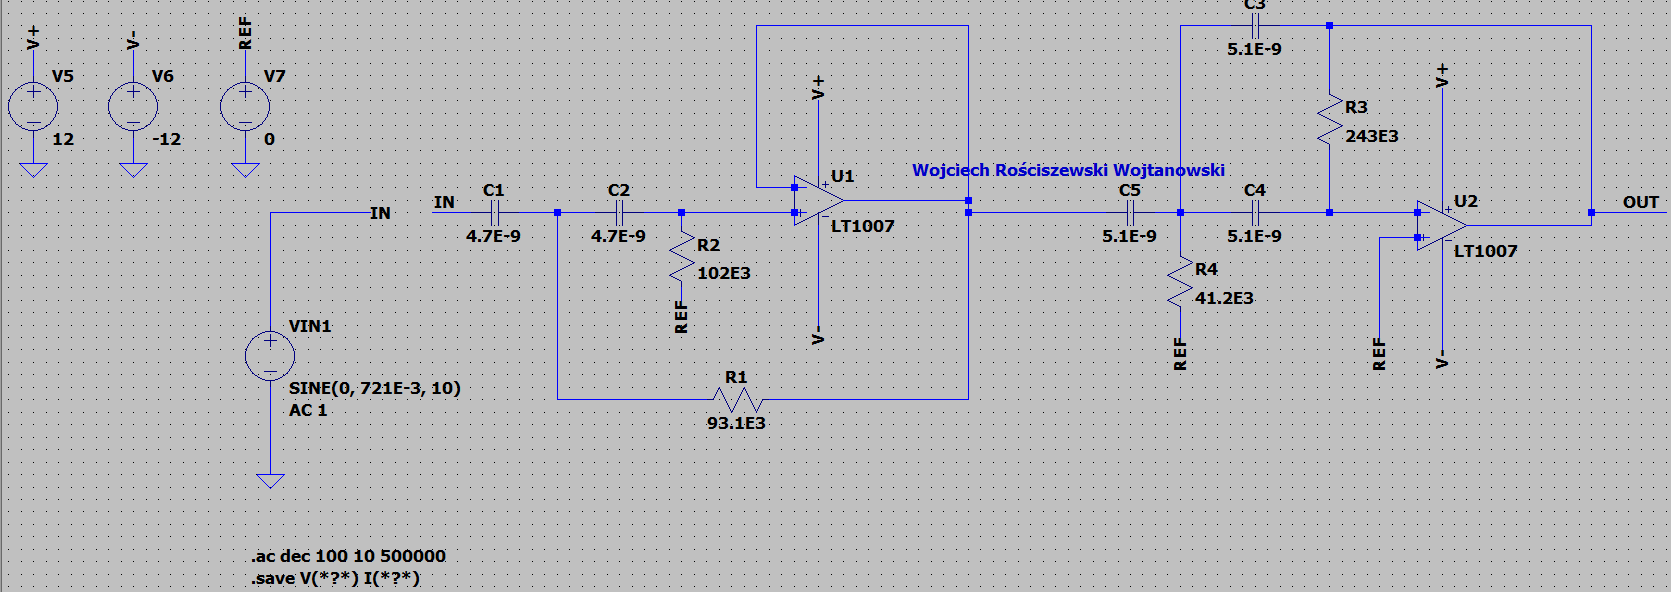 C3
V+
V-
REF
5.1E-9
V5
V6
V7
V+
V+
R3
12
-12
0
243E3
Wojciech Rościszewski Wojtanowski
U1
C1
C2
C5
C4
U2
IN
IN
OUT
LT1007
4.7E-9
4.7E-9
5.1E-9
5.1E-9
R2
LT1007
102E3
R4
41.2E3
REF
VIN1
V-
REF
REF
V-
R1
SINE(0, 721E-3, 10)
AC 1
93.1E3
.ac dec 100 10 500000
.save V(*?*) I(*?*)